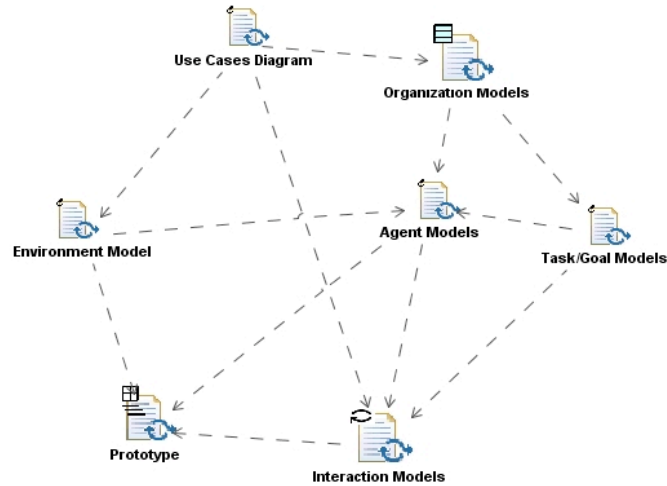 Use Cases Diagram
Organization Models
Environment Model
Agent Models
Task/Goal Models
Prototype
Interaction Models